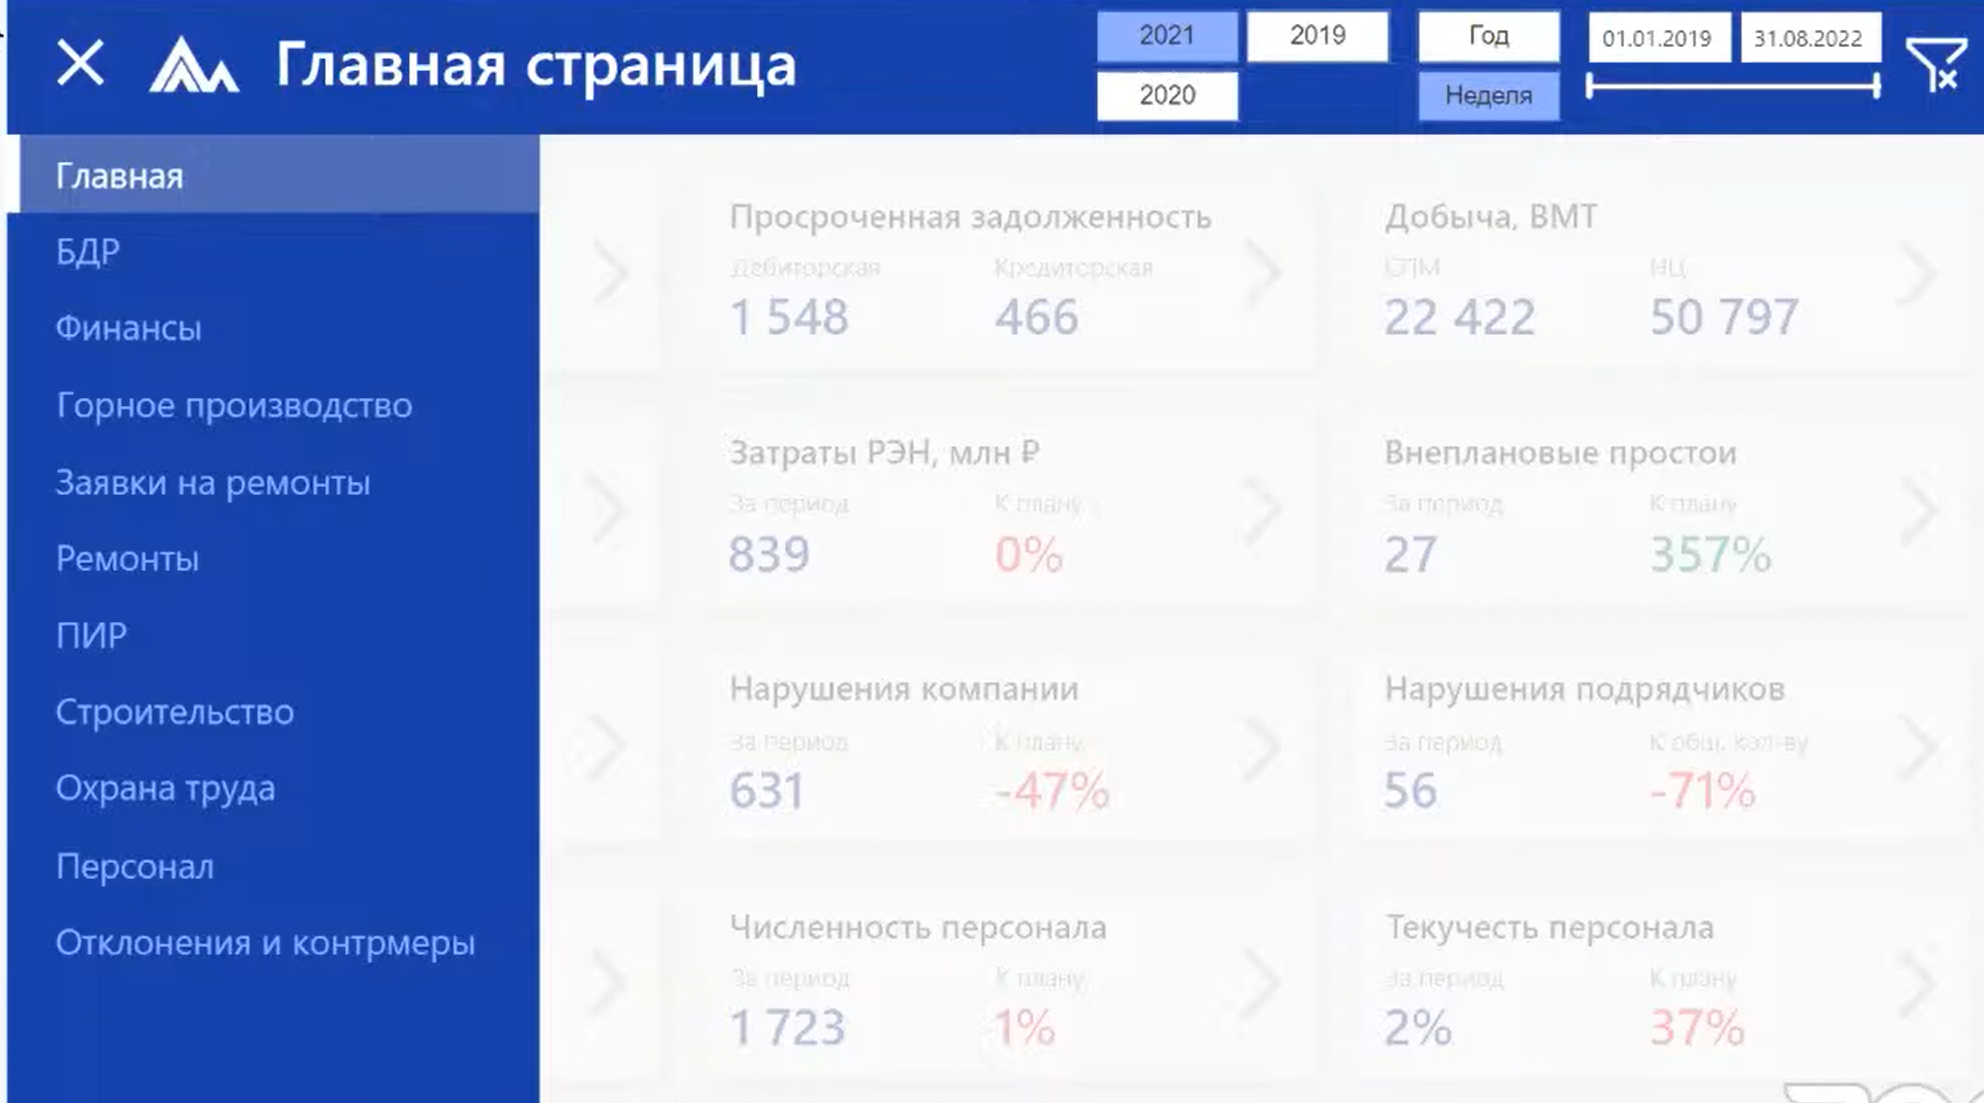 Главная страница
2021
2019
2020
Год
Неделя
01.01.2019
31.08.2022
Главная
БДР
Финансы
Горное производство
Заявки на ремонты
Ремонты
ПИР
Строительство
Охрана труда
Персонал
Отклонения и контрмеры
Просроченная задолженность
Дебиторская Кредиторская
1 548 466
Добыча, ВМТ
НЦ
22 422 50 797
Затраты РЭН, млн ₽
За период К плану
839 0%
Внеплановые простои
За период К плану
27 357%
Нарушения компании
За период К плану
631 -47%
Нарушения подрядчиков
За период К общ. кол-ву
56 -71%
Численность персонала
За период К плану
1 723 1%
Текучесть персонала
За период К плану
2% 37%